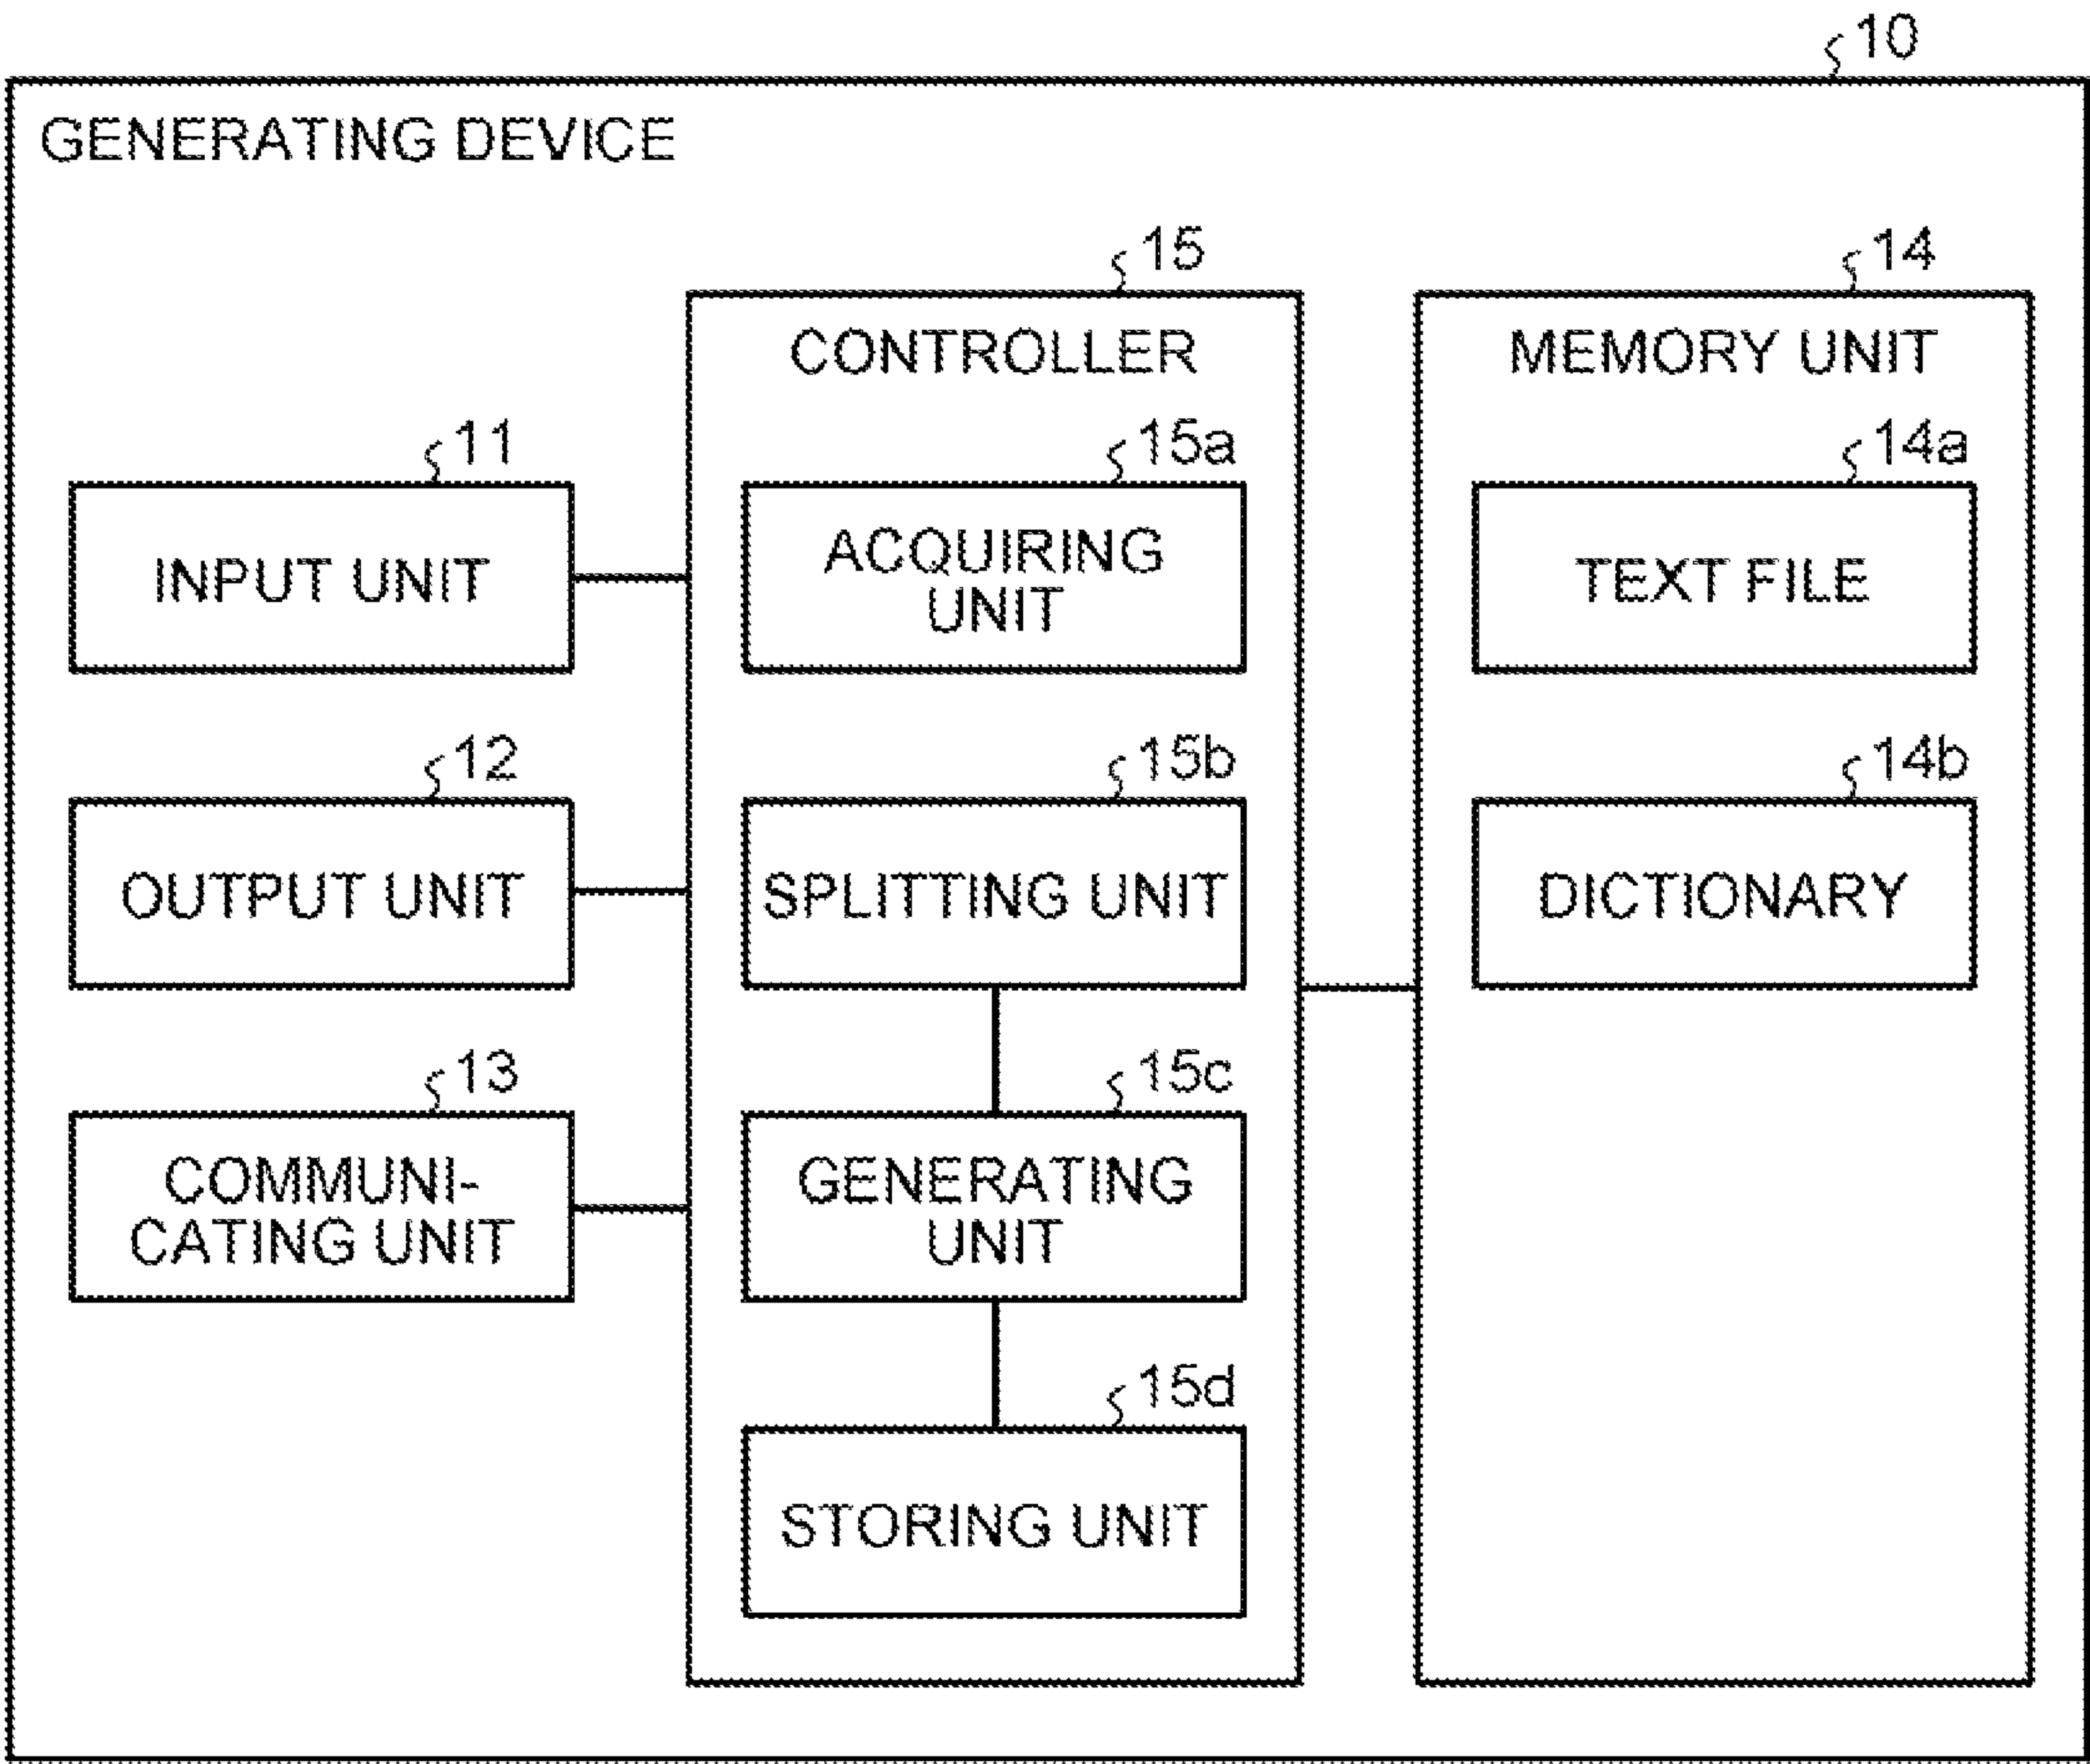 10
GENERATING DEVICE
15
14
CONTROLLER
MEMORY UNIT
11
15a
14a
INPUT UNIT
ACQUIRING
UNIT
TEXT FILE
12
15b
14b
OUTPUT UNIT
SPLITTING UNIT
DICTIONARY
13
15c
COMMUNI-
CATING UNIT
GENERATING
UNIT
15d
STORING UNIT